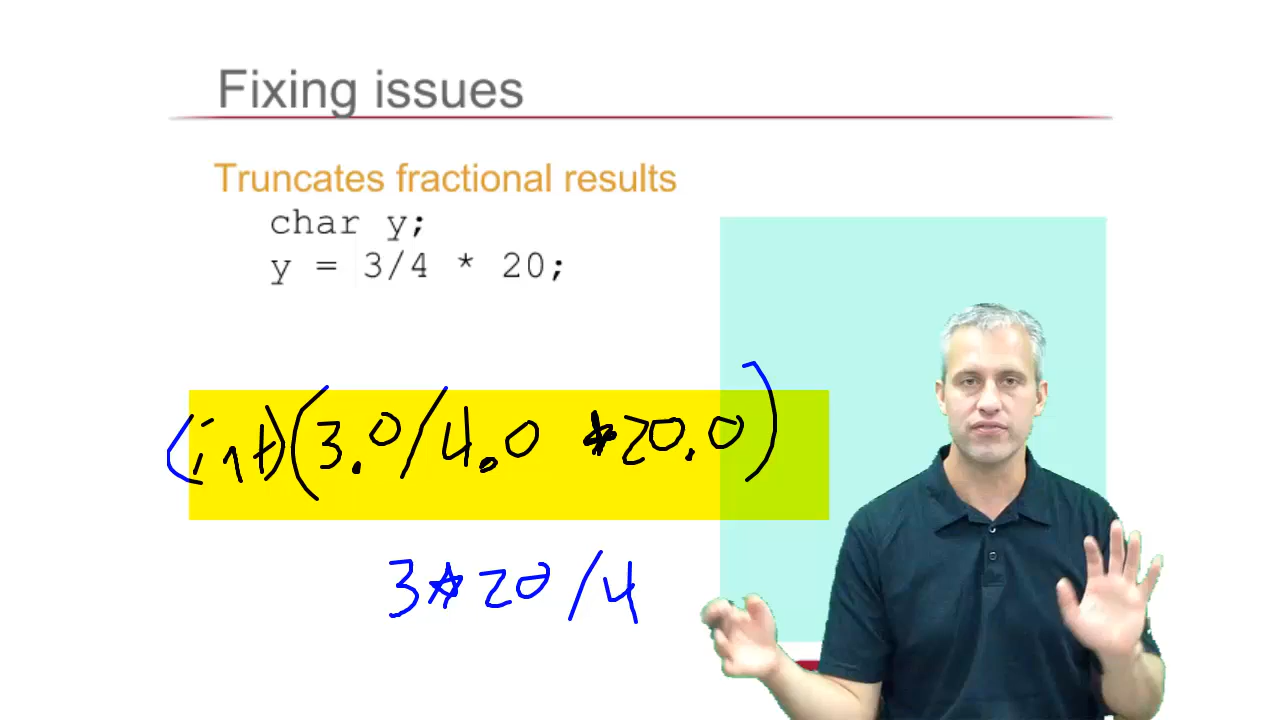 Fixing issues
Truncates fractional results
char y;
y = 3/4 * 20;
(int)(3.0/4.0 *20.0)
3*20/4